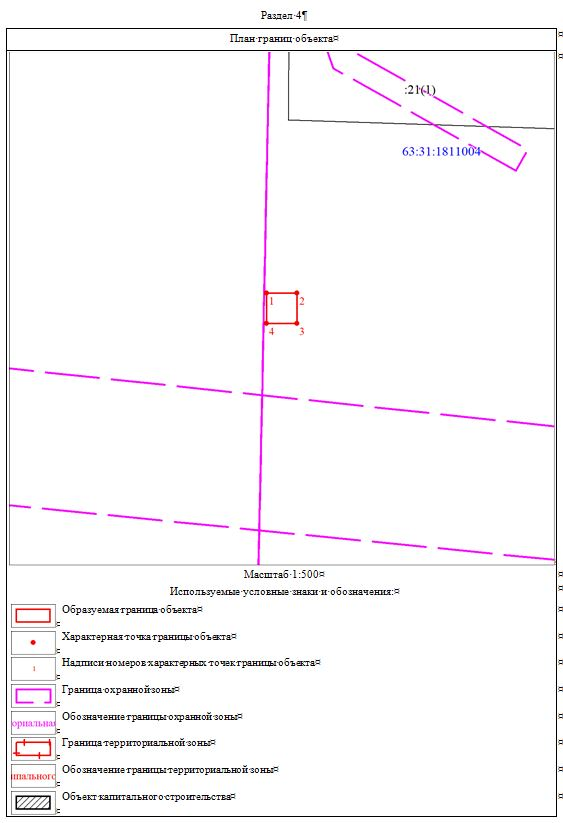 Раздел 4
План границ объекта
:21(1)
63:31:1811004
1 2
4 3
Масштаб 1:500
Используемые условные знаки и обозначения:
Образуемая граница объекта
Характерная точка границы объекта
1 Надписи номеров характерных точек границы объекта
Граница охранной зоны
Обозначение границы охранной зоны
Граница территориальной зоны
Обозначение границы территориальной зоны
Объект капитального строительства